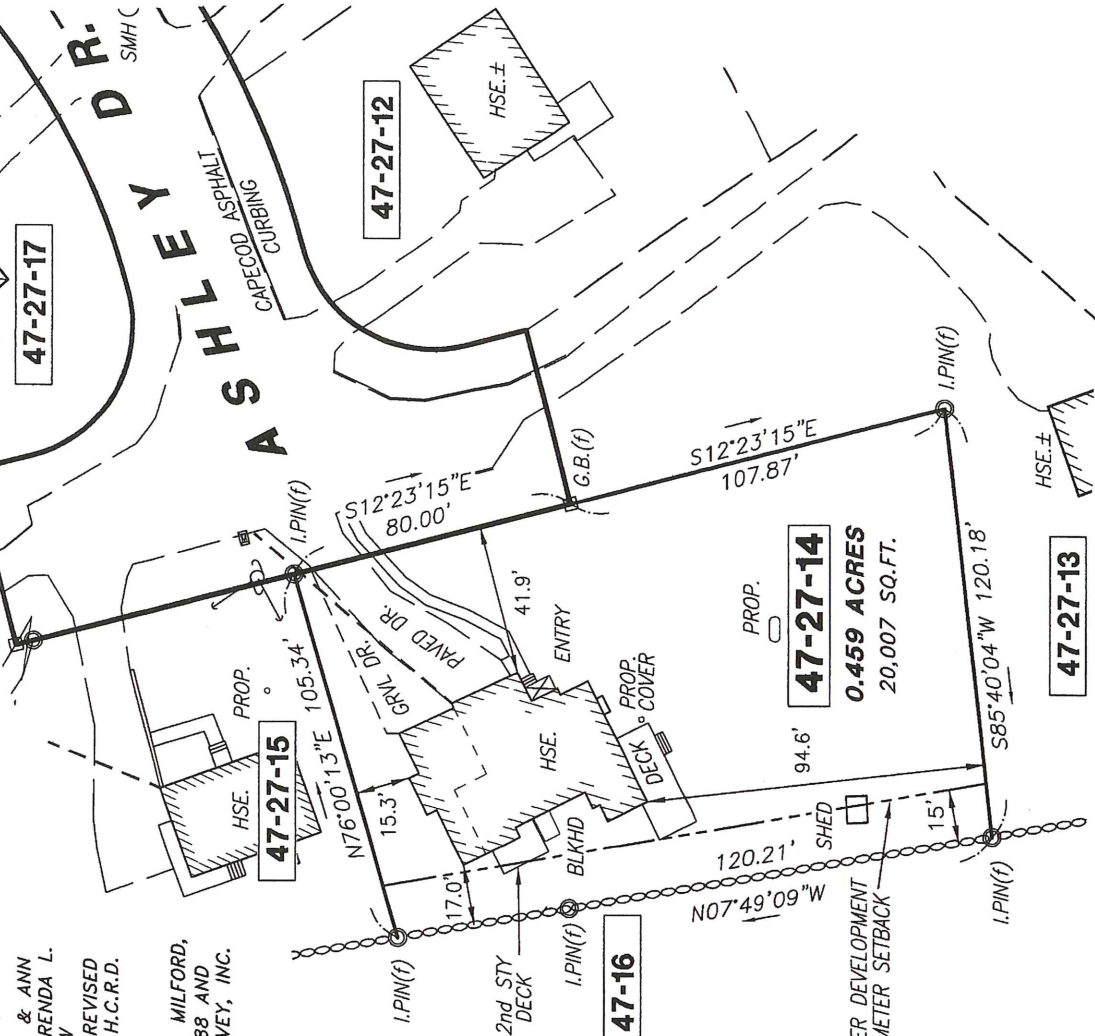 ASHLEY DR.
SMH
47-27-17
CAPECOD ASPHALT
CURBING
47-27-12
HSE.±
I.PIN(f)
S12°23'15"E
80.00'
G.B.(f)
S12°23'15"E
107.87'
I.PIN(f)
HSE.±
PROP.
47-27-15
HSE.
N76°00'13"E 105.34'
15.3'
GRVL DR.
PAVED DR.
41.9'
ENTRY
HSE.
PROP.
COVER
DECK
PROP.
47-27-14
0.459 ACRES
20,007 SQ.FT.
94.6'
S85°40'04"W 120.18'
47-27-13
17.0'
BLKHD
SHED
15'
120.21'
N07°49'09"W
I.PIN(f)
2nd STY
DECK
I.PIN(f)
47-16
I.PIN(f)
& ANN
RENDA L.
REVISED
H.C.R.D.
MILFORD,
88 AND
VEY, INC.
ER DEVELOPMENT
METER SETBACK